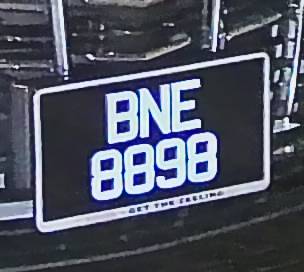 BNE
8898
GET THE FEELING